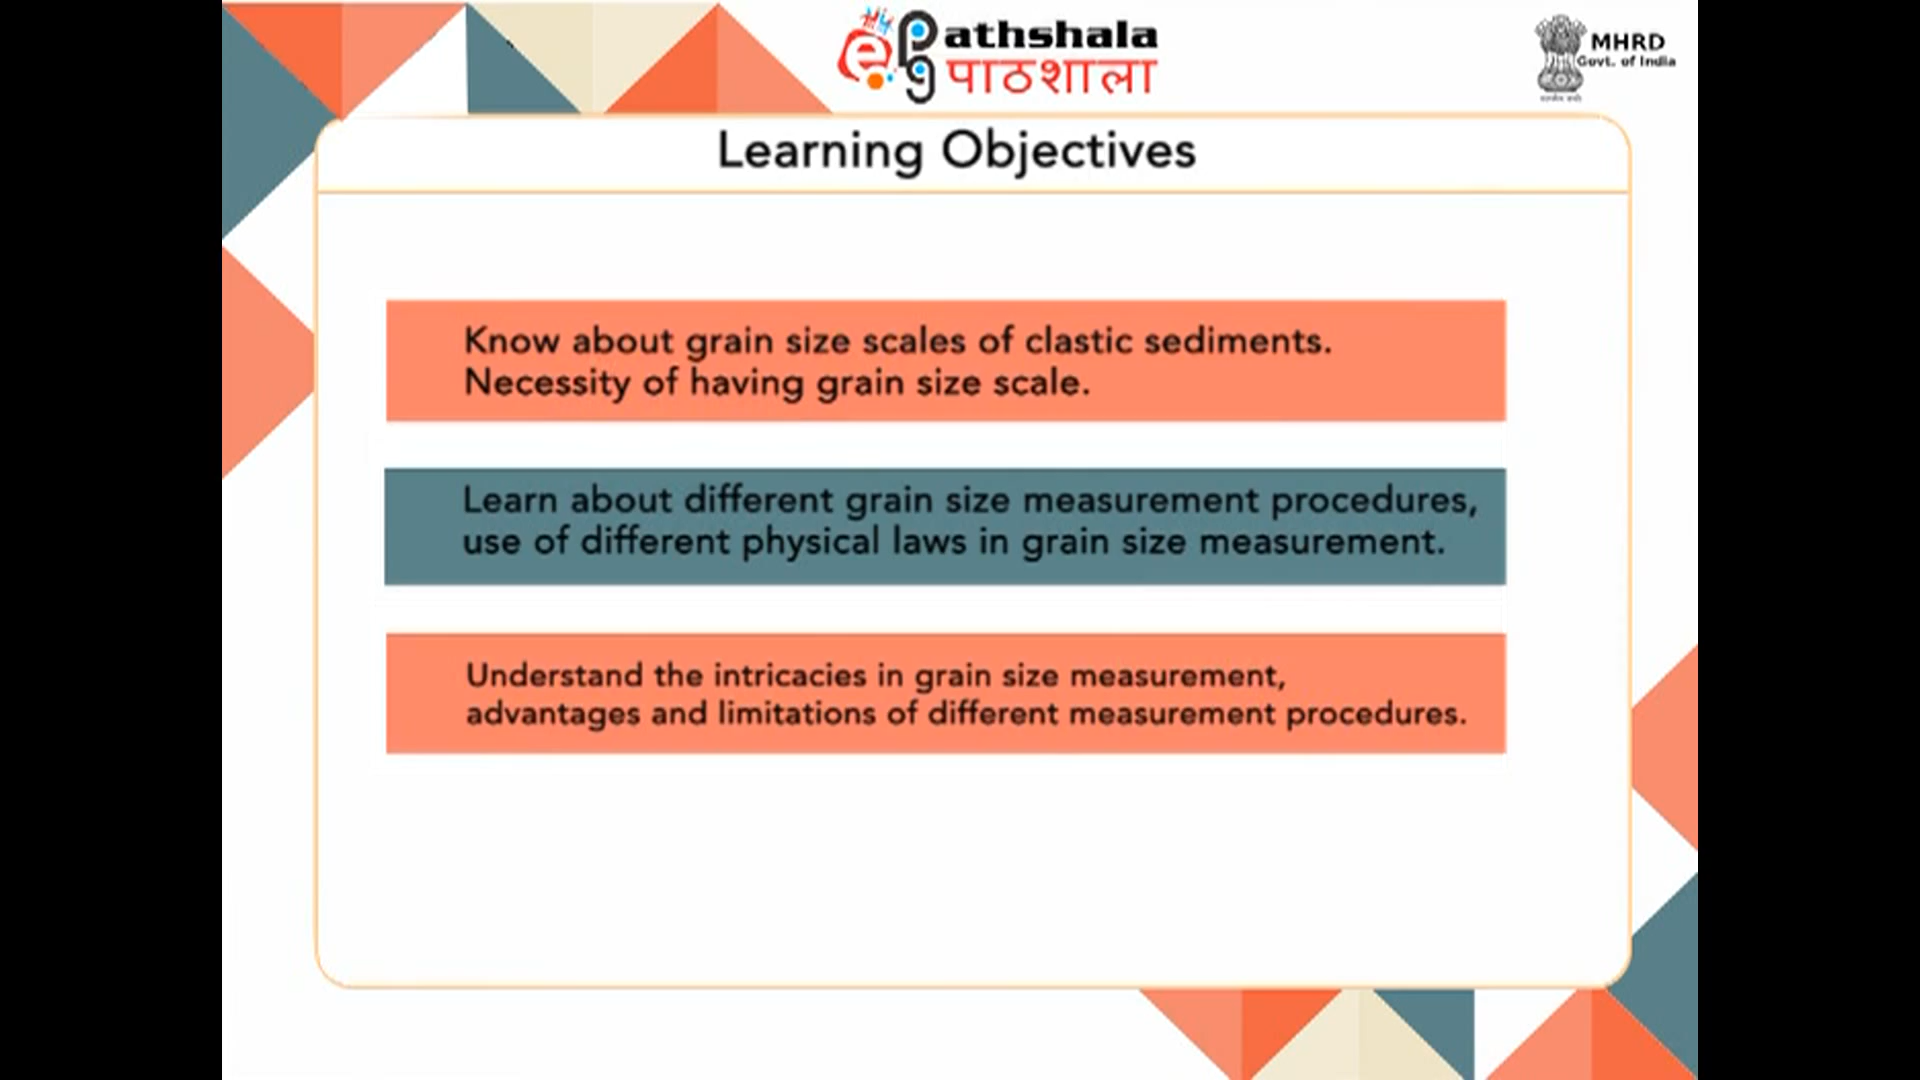 ePG Pathshala
पाठशाला
MHRD
Govt. of India
Learning Objectives
Know about grain size scales of clastic sediments.
Necessity of having grain size scale.
Learn about different grain size measurement procedures,
use of different physical laws in grain size measurement.
Understand the intricacies in grain size measurement,
advantages and limitations of different measurement procedures.